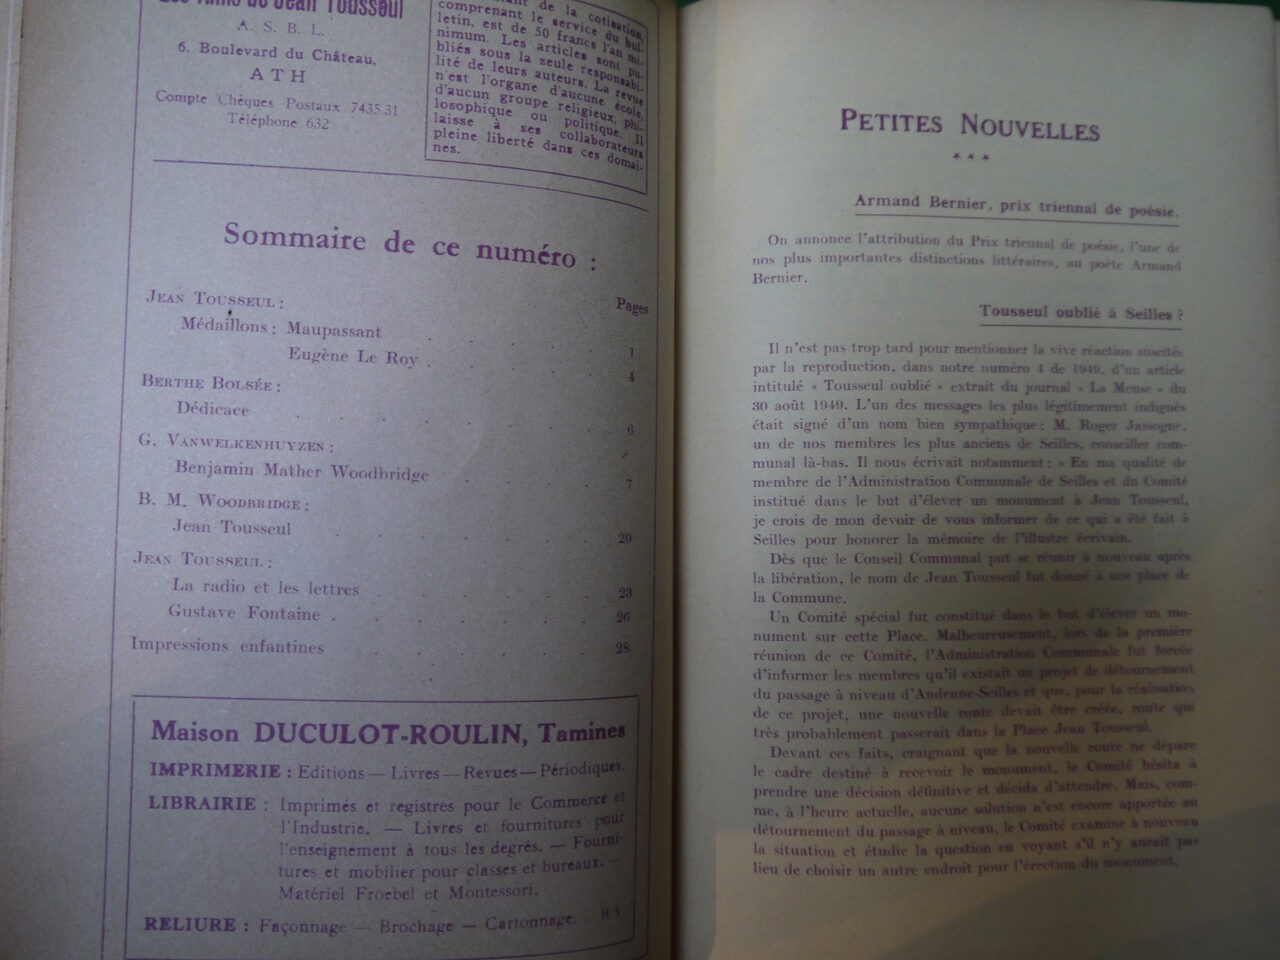 Les Amis de Jean Tousseul
A. S. B. L.
6, Boulevard du Château,
ATH
Compte Chèques Postaux 7435.31
Téléphone 632
de la cotisation,
comprenant le service du bul-
letin, est de 50 francs l'an mi-
nimum. Les articles sont pu-
bliés sous la seule responsabi-
lité de leurs auteurs. La revue
n'est l'organe d'aucune école,
d'aucun groupe religieux, phi-
losophique ou politique. Il
laisse à ses collaborateurs
pleine liberté dans ces domai-
nes.
Sommaire de ce numéro :
Pages
JEAN TOUSSEUL :
Médaillons : Maupassant . . . . 1
Eugène Le Roy . . . . . 4
BERTHE BOLSÉE :
Dédicace . . . . . . 6
G. VANWELKENHUYZEN :
Benjamin Mather Woodbridge . . . . 7
B. M. WOODBRIDGE :
Jean Tousseul . . . . . . 20
JEAN TOUSSEUL :
La radio et les lettres . . . . . 23
Gustave Fontaine . . . . . . 26
Impressions enfantines . . . . . 28
Maison DUCULOT-ROULIN, Tamines
IMPRIMERIE : Editions — Livres — Revues — Périodiques.
LIBRAIRIE : Imprimés et registres pour le Commerce et
l'Industrie. — Livres et fournitures pour
l'enseignement à tous les degrés. — Fourni-
tures et mobilier pour classes et bureaux. —
Matériel Froebel et Montessori.
RELIURE : Façonnage — Brochage — Cartonnage.
PETITES NOUVELLES
* * *
Armand Bernier, prix triennal de poésie.
On annonce l'attribution du Prix triennal de poésie, l'une de
nos plus importantes distinctions littéraires, au poète Armand
Bernier.
Tousseul oublié à Seilles ?
Il n'est pas trop tard pour mentionner la vive réaction suscitée
par la reproduction, dans notre numéro 4 de 1949, d'un article
intitulé « Tousseul oublié » extrait du journal « La Meuse » du
30 août 1949. L'un des messages les plus légitimement indignés
était signé d'un nom bien sympathique : M. Roger Jassogne,
un de nos membres les plus anciens de Seilles, conseiller com-
munal là-bas. Il nous écrivait notamment : « En ma qualité de
membre de l'Administration Communale de Seilles et du Comité
institué dans le but d'élever un monument à Jean Tousseul,
je crois de mon devoir de vous informer de ce qui a été fait à
Seilles pour honorer la mémoire de l'illustre écrivain.
Dès que le Conseil Communal put se réunir à nouveau après
la libération, le nom de Jean Tousseul fut donné à une place de
la Commune.
Un Comité spécial fut constitué dans le but d'élever un mo-
nument sur cette Place. Malheureusement, lors de la première
réunion de ce Comité, l'Administration Communale fut forcée
d'informer les membres qu'il existait un projet de détournement
du passage à niveau d'Andenne-Seilles et que, pour la réalisation
de ce projet, une nouvelle route devait être créée, route qui
très probablement passerait dans la Place Jean Tousseul.
Devant ces faits, craignant que la nouvelle route ne dépare
le cadre destiné à recevoir le monument, le Comité hésita à
prendre une décision définitive et décida d'attendre. Mais, com-
me, à l'heure actuelle, aucune solution n'est encore apportée au
détournement du passage à niveau, le Comité examine à nouveau
la situation et étudie la question en voyant s'il n'y aurait pas
lieu de choisir un autre endroit pour l'érection du monument.